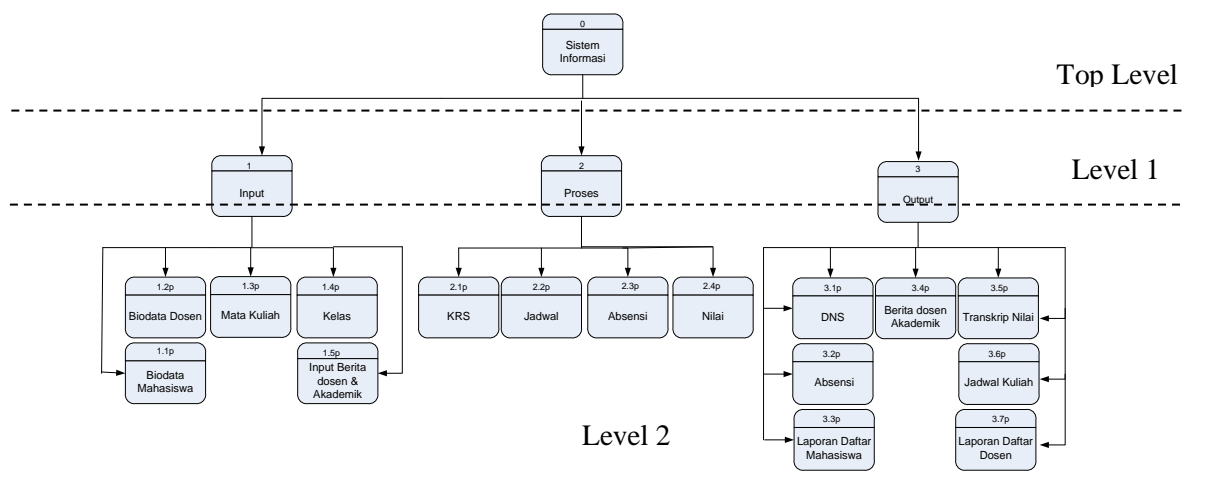 0
Sistem
Informasi
Top Level
1
Input
2
Proses
3
Output
Level 1
1.2p
Biodata Dosen
1.3p
Mata Kuliah
1.4p
Kelas
1.1p
Biodata
Mahasiswa
1.5p
Input Berita
dosen &
Akademik
2.1p
KRS
2.2p
Jadwal
2.3p
Absensi
2.4p
Nilai
3.1p
DNS
3.4p
Berita dosen
Akademik
3.5p
Transkrip Nilai
3.2p
Absensi
3.6p
Jadwal Kuliah
3.3p
Laporan Daftar
Mahasiswa
3.7p
Laporan Daftar
Dosen
Level 2